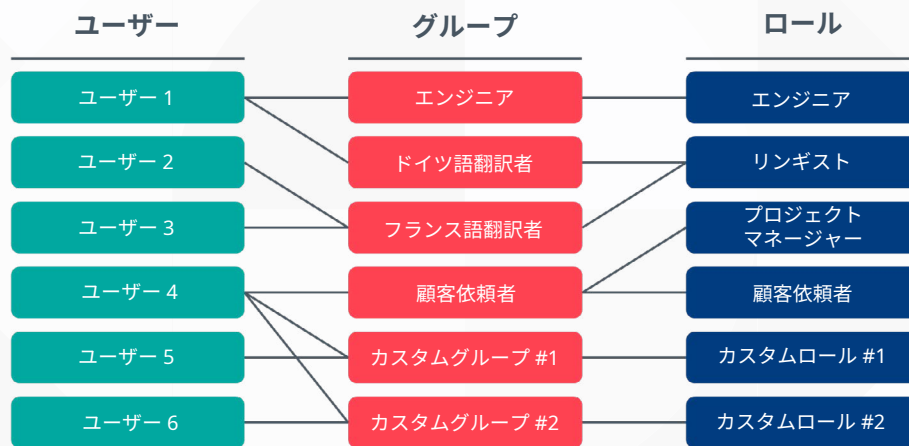 ユーザー
グループ
ロール
ユーザー 1
エンジニア
エンジニア
ユーザー 2
ドイツ語翻訳者
リンギスト
ユーザー 3
フランス語翻訳者
プロジェクト
マネージャー
ユーザー 4
顧客依頼者
顧客依頼者
ユーザー 5
カスタムグループ #1
カスタムロール #1
ユーザー 6
カスタムグループ #2
カスタムロール #2